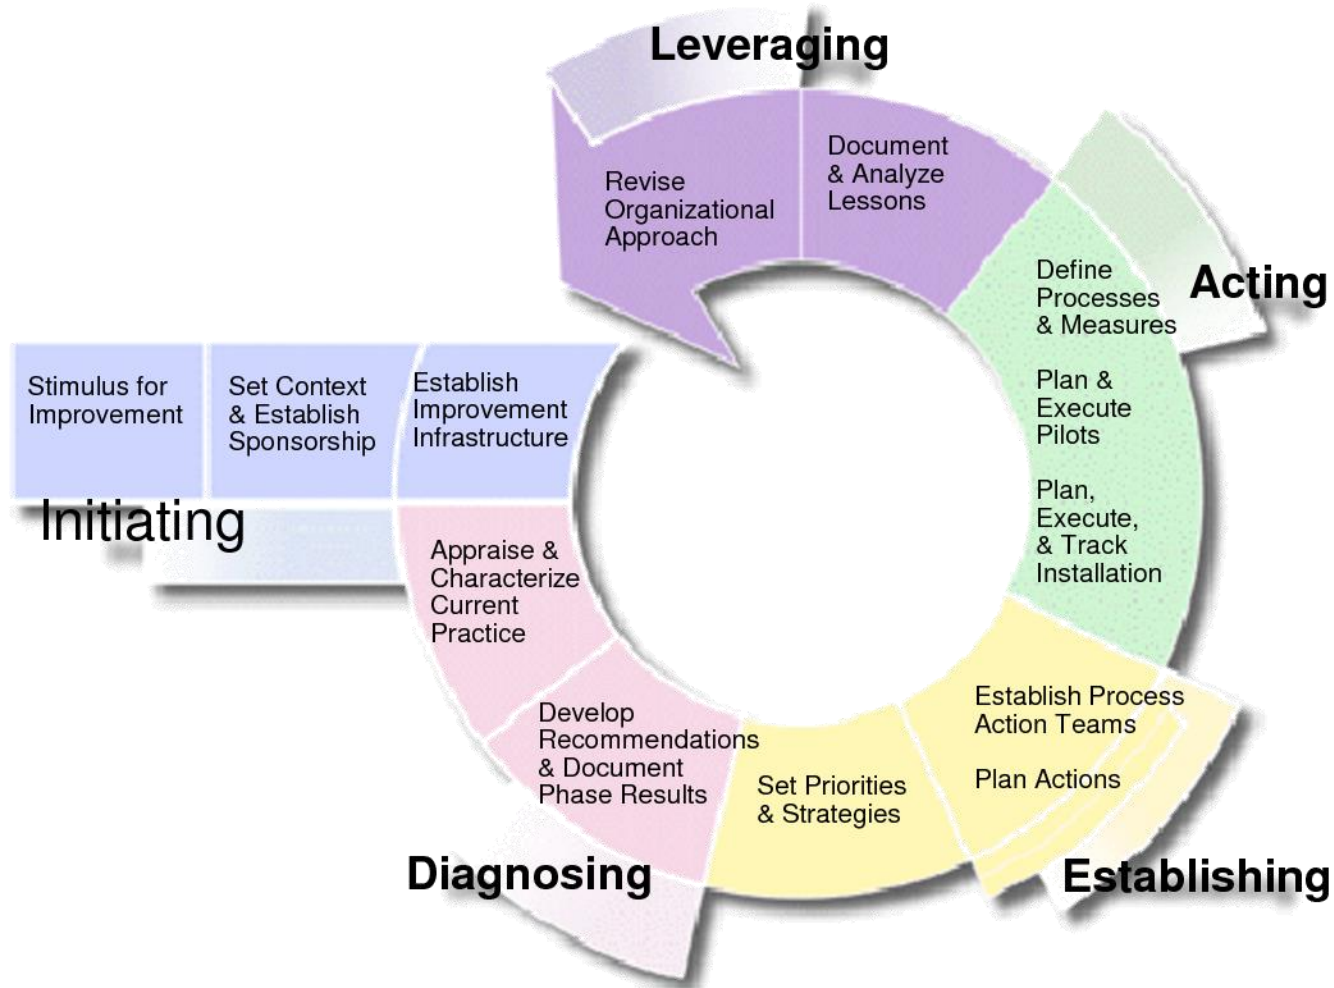 Leveraging
Revise
Organizational
Approach
Document
& Analyze
Lessons
Acting
Define
Processes
& Measures
Plan &
Execute
Pilots
Plan,
Execute,
& Track
Installation
Stimulus for
Improvement
Set Context
& Establish
Sponsorship
Establish
Improvement
Infrastructure
Initiating
Appraise &
Characterize
Current
Practice
Develop
Recommendations
& Document
Phase Results
Diagnosing
Set Priorities
& Strategies
Establish Process
Action Teams
Plan Actions
Establishing